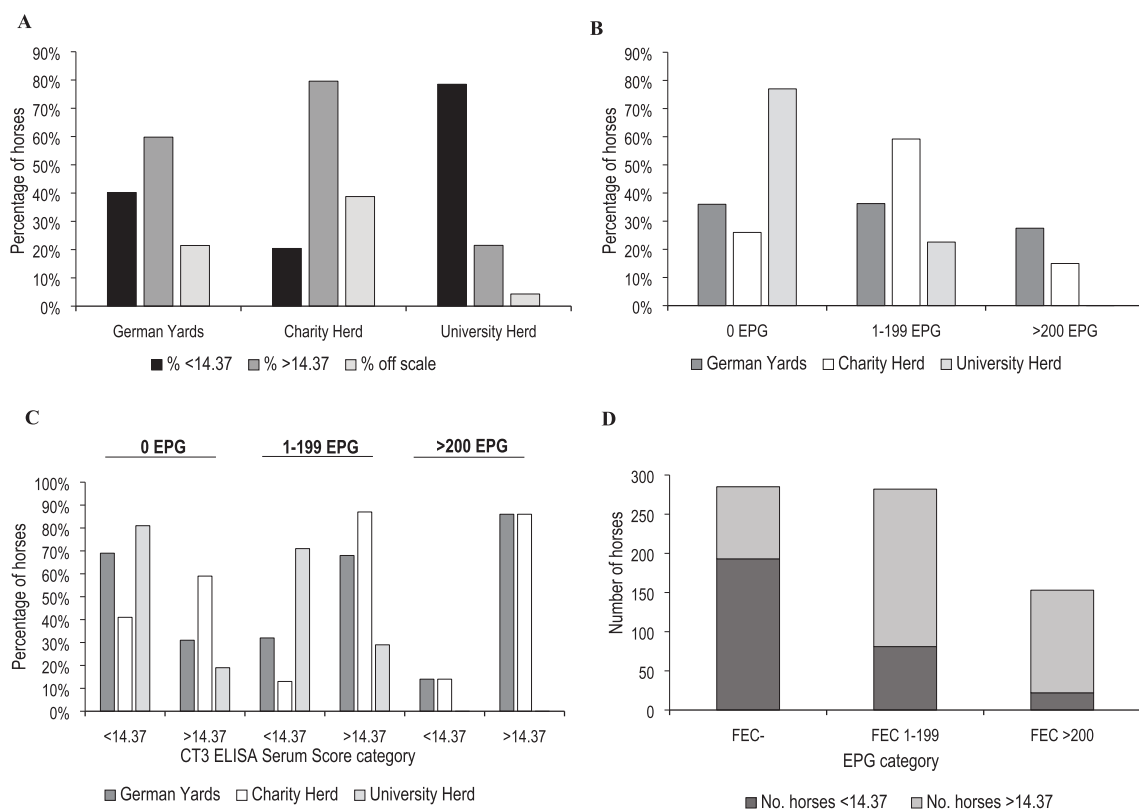 A
Percentage of horses
90%
80%
70%
60%
50%
40%
30%
20%
10%
0%
German Yards Charity Herd University Herd
% <14.37 % >14.37 % off scale
B
Percentage of horses
90%
80%
70%
60%
50%
40%
30%
20%
10%
0%
0 EPG 1-199 EPG >200 EPG
German Yards Charity Herd University Herd
C
0 EPG 1-199 EPG >200 EPG
Percentage of horses
100%
90%
80%
70%
60%
50%
40%
30%
20%
10%
0%
<14.37 >14.37 <14.37 >14.37 <14.37 >14.37
CT3 ELISA Serum Score category
German Yards Charity Herd University Herd
D
Number of horses
300
250
200
150
100
50
0
FEC- FEC 1-199 FEC >200
EPG category
No. horses <14.37 No. horses >14.37